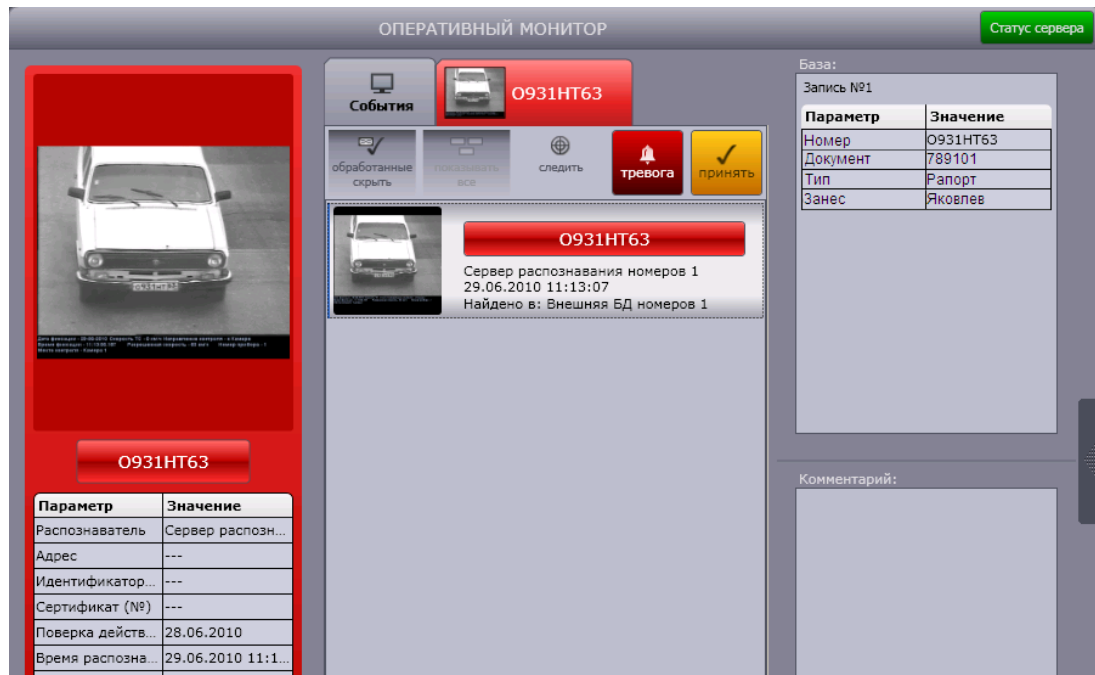 ОПЕРАТИВНЫЙ МОНИТОР
Статус сервера
О931НТ63
Параметр Значение
Распознаватель Сервер распозн...
Адрес ---
Идентификатор... ---
Сертификат (№) ---
Поверка действ... 28.06.2010
Время распозна... 29.06.2010 11:1...
События
О931НТ63
обработанные
скрыть
показывать
все
следить
тревога
принять
О931НТ63
Сервер распознавания номеров 1
29.06.2010 11:13:07
Найдено в: Внешняя БД номеров 1
База:
Запись №1
Параметр Значение
Номер О931НТ63
Документ 789101
Тип Рапорт
Занес Яковлев
Комментарий: